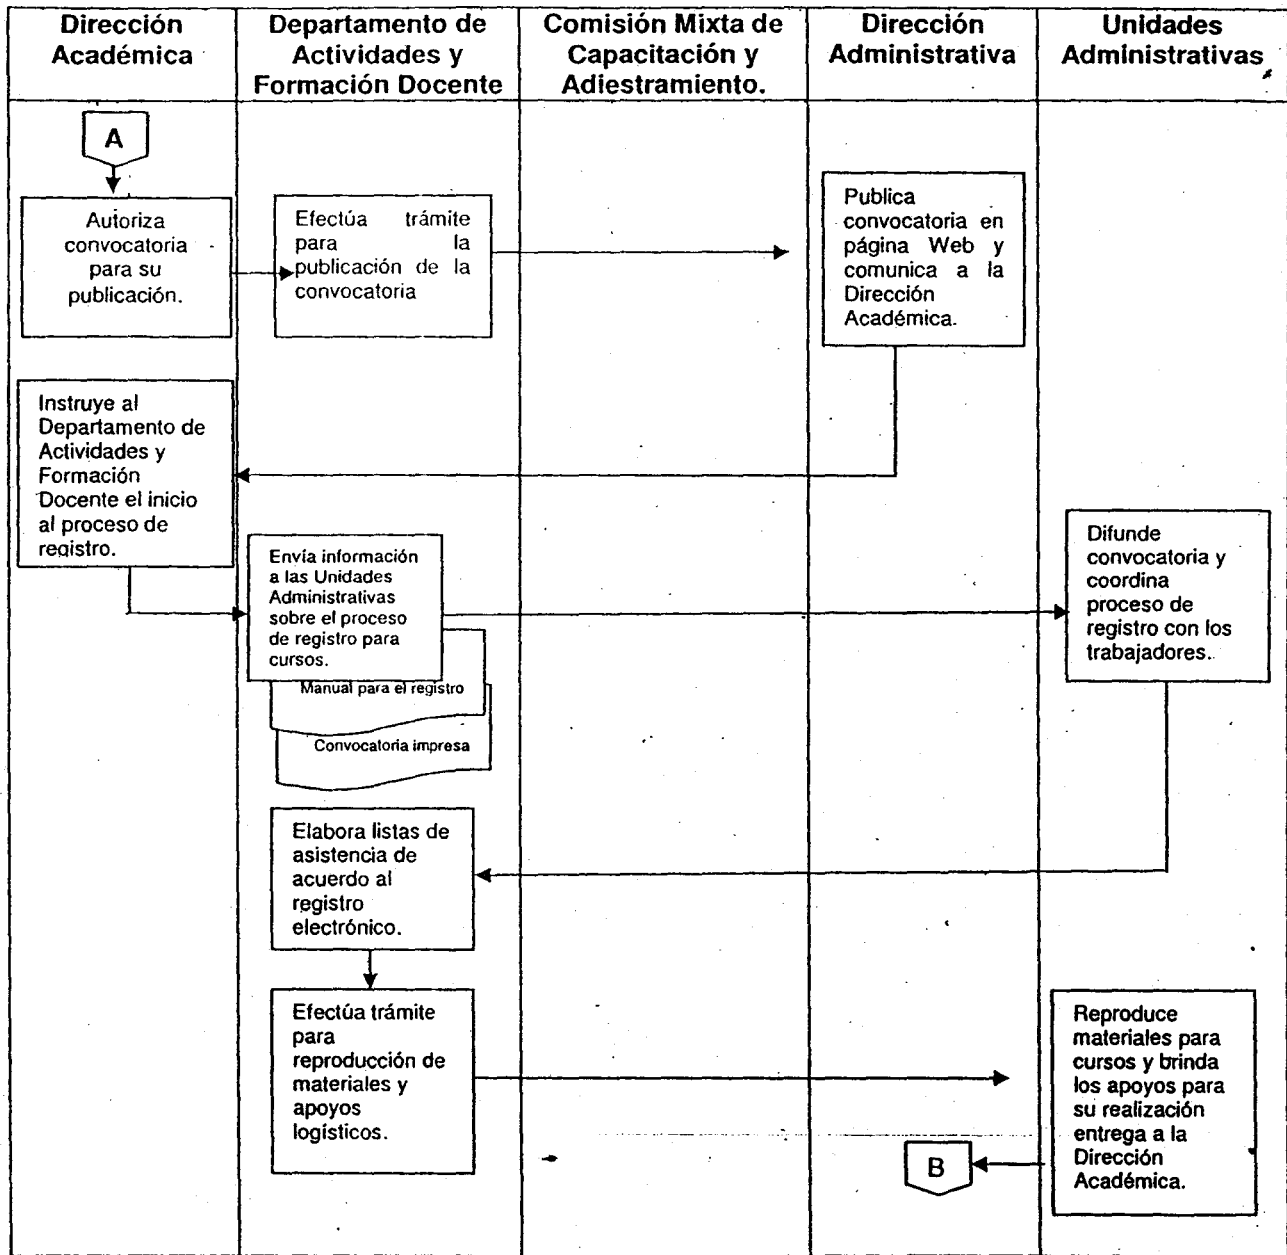 Dirección
Académica
Departamento de
Actividades y
Formación Docente
Comisión Mixta de
Capacitación y
Adiestramiento.
Dirección
Administrativa
Unidades
Administrativas
A
Autoriza
convocatoria
para su
publicación.
Efectúa trámite
para la
publicación de la
convocatoria
Publica
convocatoria en
página Web y
comunica a la
Dirección
Académica.
Instruye al
Departamento de
Actividades y
Formación
Docente el inicio
al proceso de
registro.
Envía información
a las Unidades
Administrativas
sobre el proceso
de registro para
cursos.
Manual para el registro
Convocatoria impresa
Difunde
convocatoria y
coordina
proceso de
registro con los
trabajadores.
Elabora listas de
asistencia de
acuerdo al
registro
electrónico.
Efectúa trámite
para
reproducción de
materiales y
apoyos
logísticos.
Reproduce
materiales para
cursos y brinda
los apoyos para
su realización
entrega a la
Dirección
Académica.
B